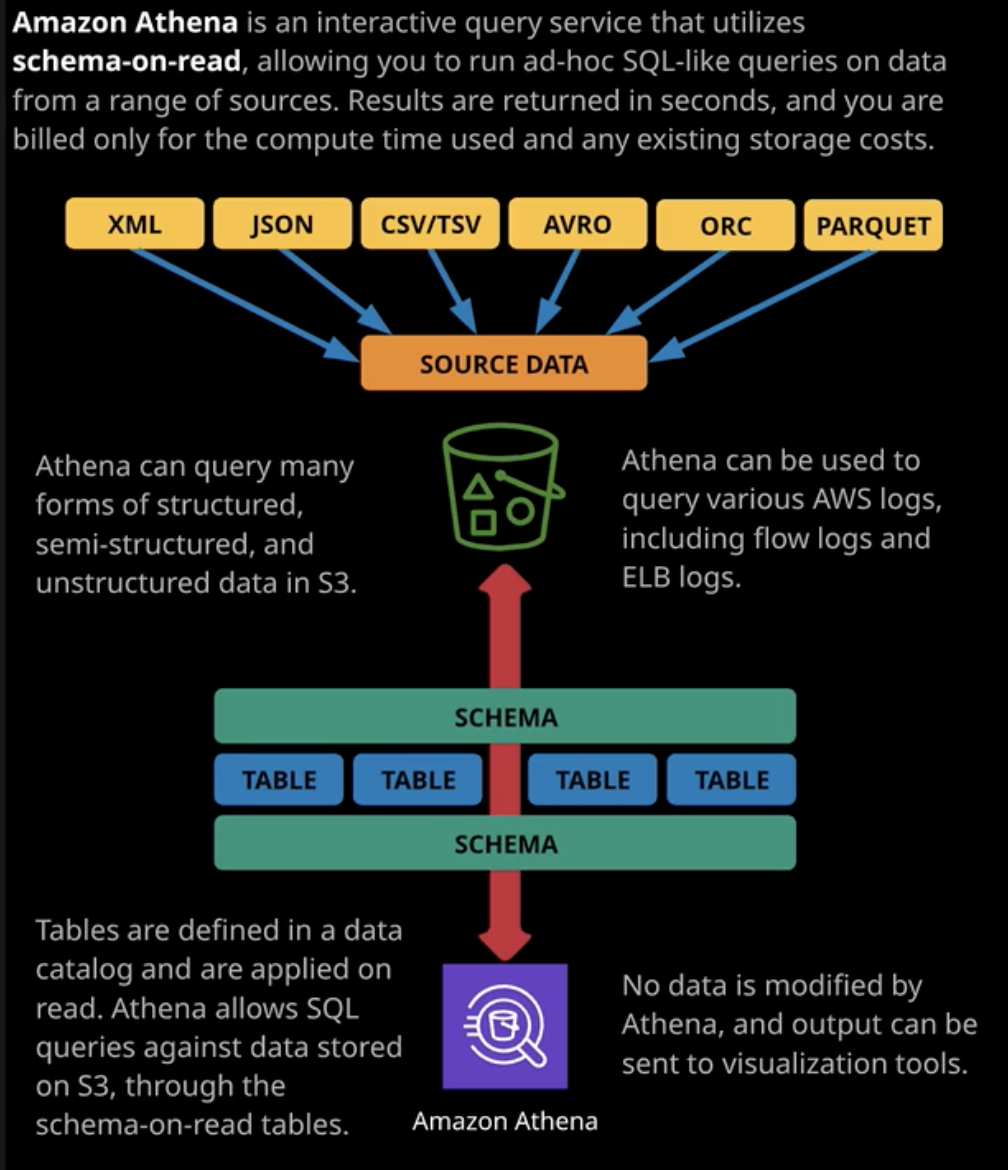 Amazon Athena is an interactive query service that utilizes
schema-on-read, allowing you to run ad-hoc SQL-like queries on data
from a range of sources. Results are returned in seconds, and you are
billed only for the compute time used and any existing storage costs.
XML
JSON
CSV/TSV
AVRO
ORC
PARQUET
SOURCE DATA
Athena can query many
forms of structured,
semi-structured, and
unstructured data in S3.
Athena can be used to
query various AWS logs,
including flow logs and
ELB logs.
SCHEMA
TABLE
TABLE
TABLE
TABLE
SCHEMA
Tables are defined in a data
catalog and are applied on
read. Athena allows SQL
queries against data stored
on S3, through the
schema-on-read tables.
Amazon Athena
No data is modified by
Athena, and output can be
sent to visualization tools.